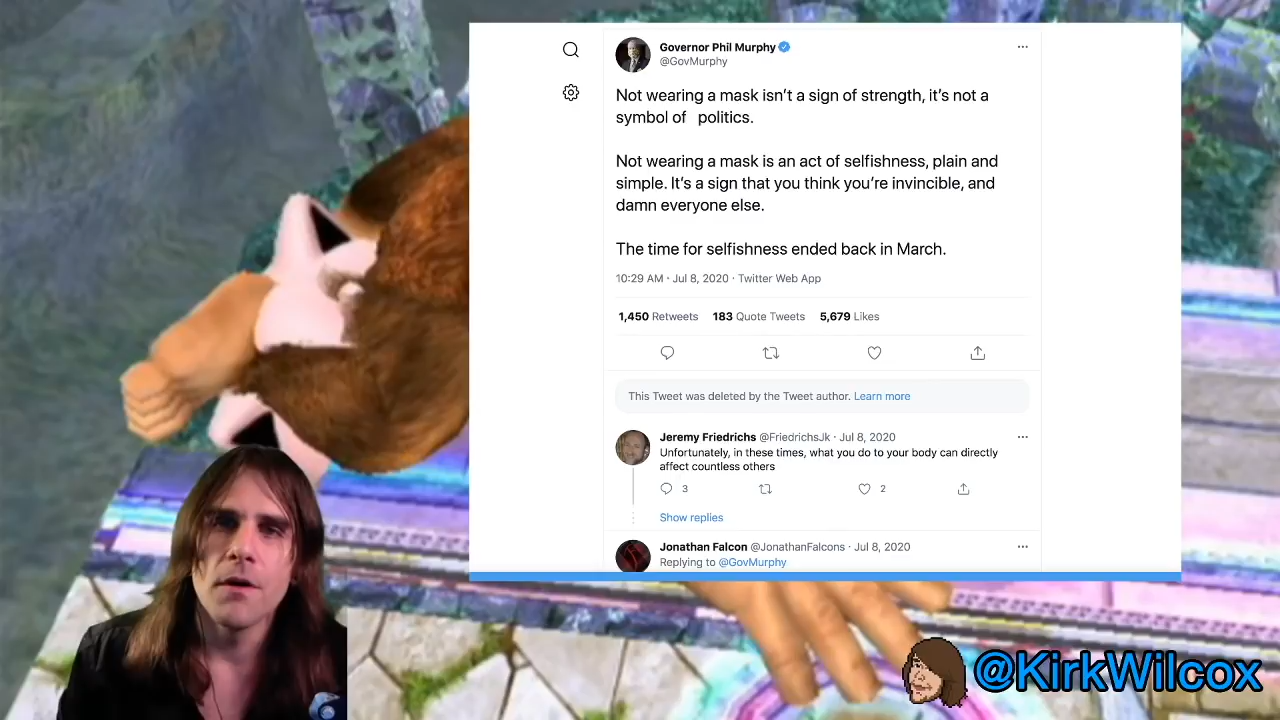 Governor Phil Murphy
@GovMurphy
Not wearing a mask isn't a sign of strength, it's not a
symbol of politics.
Not wearing a mask is an act of selfishness, plain and
simple. It's a sign that you think you're invincible, and
damn everyone else.
The time for selfishness ended back in March.
10:29 AM · Jul 8, 2020 · Twitter Web App
1,450 Retweets 183 Quote Tweets 5,679 Likes
This Tweet was deleted by the Tweet author. Learn more
Jeremy Friedrichs @FriedrichsJk · Jul 8, 2020
Unfortunately, in these times, what you do to your body can directly
affect countless others
3 2
Show replies
Jonathan Falcon @JonathanFalcons · Jul 8, 2020
Replying to @GovMurphy
@KirkWilcox